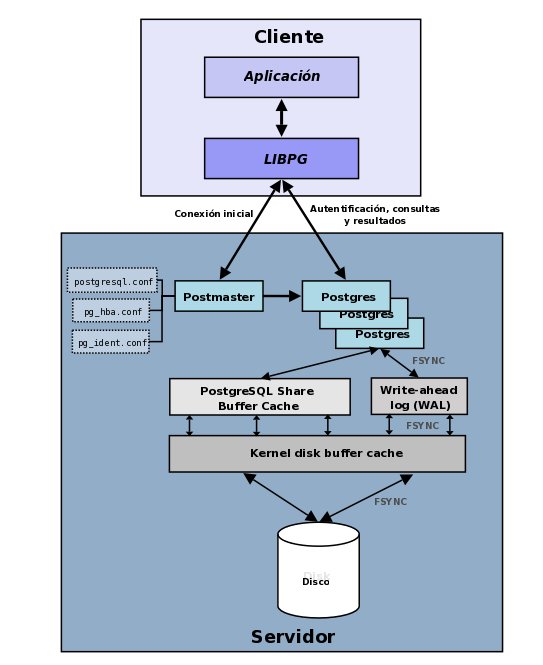 Cliente
Aplicación
LIBPG
Conexión inicial
Autentificación, consultas
y resultados
postgresql.conf
pg_hba.conf
pg_ident.conf
Postmaster
Postgres
Postgres
Postgres
FSYNC
PostgreSQL Share
Buffer Cache
Write-ahead
log (WAL)
FSYNC
Kernel disk buffer cache
FSYNC
Disk
Disco
Servidor